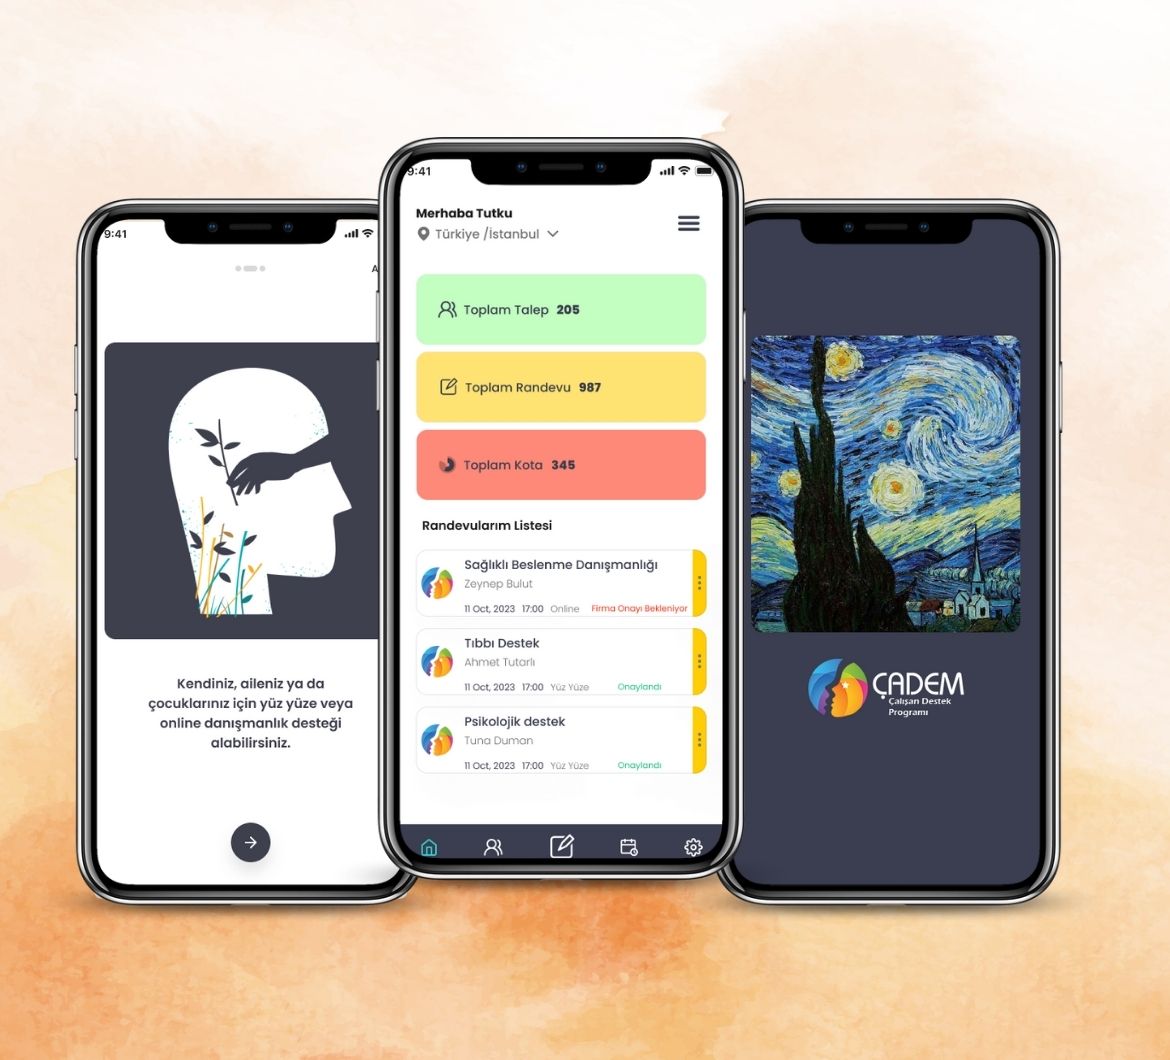 9:41
Kendiniz, aileniz ya da
çocuklarınız için yüz yüze veya
online danışmanlık desteği
alabilirsiniz.
9:41
Merhaba Tutku
Türkiye /İstanbul
Toplam Talep 205
Toplam Randevu 987
Toplam Kota 345
Randevularım Listesi
Sağlıklı Beslenme Danışmanlığı
Zeynep Bulut
11 Oct, 2023 17:00 Online Firma Onayı Bekleniyor
Tıbbı Destek
Ahmet Tutarlı
11 Oct, 2023 17:00 Yüz Yüze Onaylandı
Psikolojik destek
Tuna Duman
11 Oct, 2023 17:00 Yüz Yüze Onaylandı
ÇADEM
Çalışan Destek
Programı